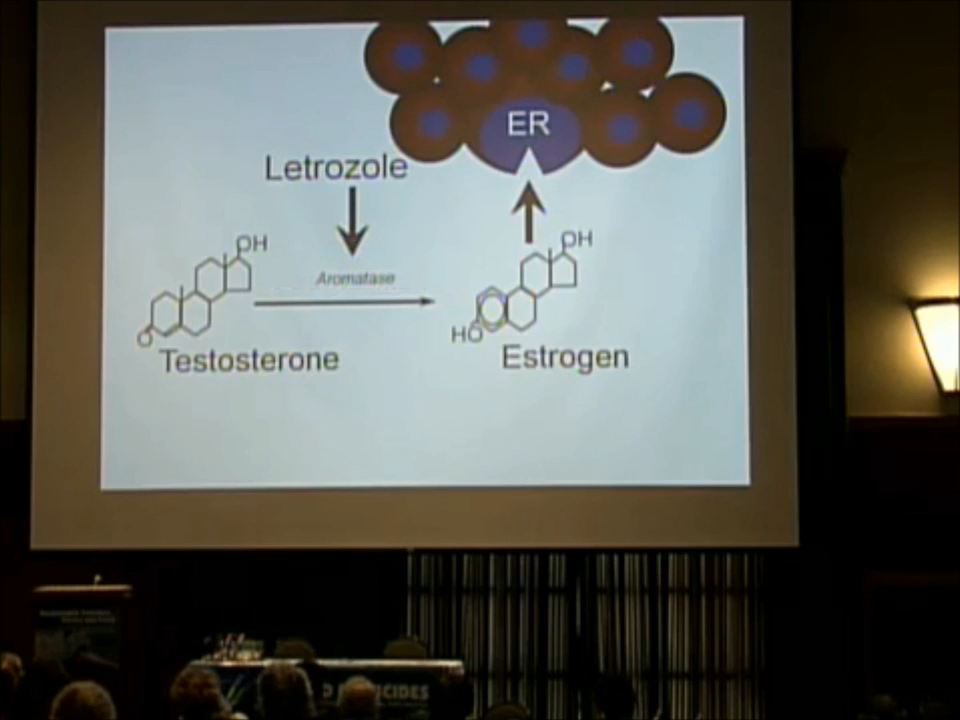 ER
Letrozole
OH
Aromatase
O
Testosterone
OH
HO
Estrogen
CIDES